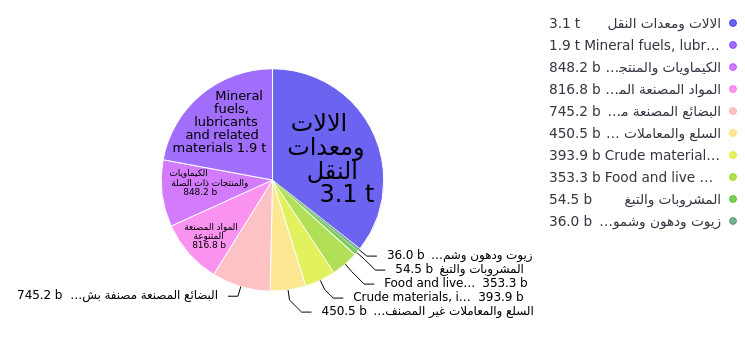 Mineral
fuels,
lubricants
and related
materials 1.9 t
الالات
ومعدات
النقل
3.1 t
الكيماويات
والمنتجات ذات الصلة
848.2 b
المواد المصنعة
المتنوعة
816.8 b
745.2 b البضائع المصنعة مصنفة بش...
36.0 b زيوت ودهون وشم...
54.5 b المشروبات والتبغ
Food and live... 353.3 b
Crude materials, i... 393.9 b
450.5 b السلع والمعاملات غير المصنف...
3.1 t الالات ومعدات النقل
1.9 t Mineral fuels, lubr...
848.2 b الكيماويات والمنتجـ...
816.8 b المواد المصنعة المـ...
745.2 b البضائع المصنعة مـ...
450.5 b السلع والمعاملات ...
393.9 b Crude material...
353.3 b Food and live ...
54.5 b المشروبات والتبغ
36.0 b زيوت ودهون وشمو...